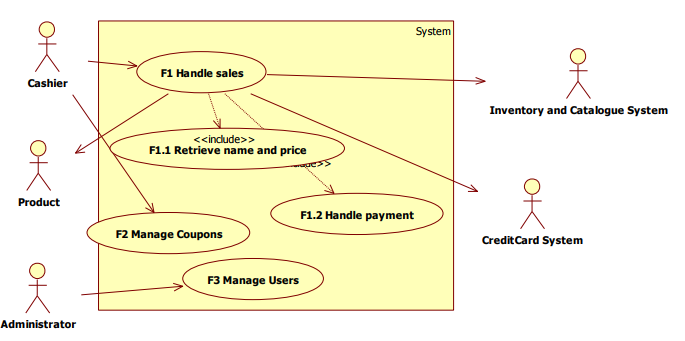 System
F1 Handle sales
Cashier
Inventory and Catalogue System
<<include>>
F1.1 Retrieve name and price
Product
F1.2 Handle payment
F2 Manage Coupons
CreditCard System
F3 Manage Users
Administrator